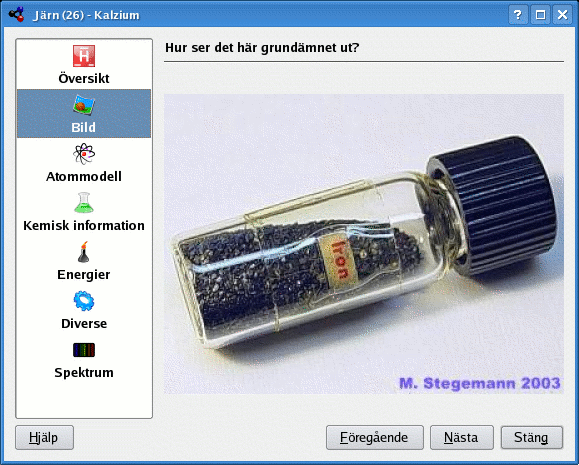 Järn (26) - Kalzium
Hur ser det här grundämnet ut?
H
Översikt
Bild
Atommodell
Kemisk information
Energier
Diverse
Spektrum
Iron
M. Stegemann 2003
Hjälp
Föregående
Nästa
Stäng